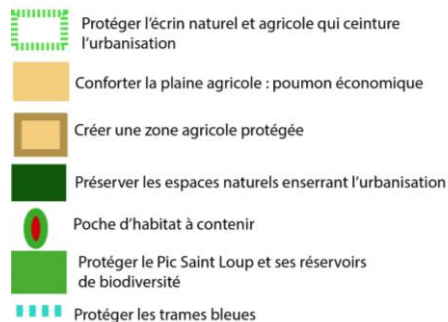 Protéger l’écrin naturel et agricole qui ceinture
l’urbanisation
Conforter la plaine agricole : poumon économique
Créer une zone agricole protégée
Préserver les espaces naturels enserrant l’urbanisation
Poche d’habitat à contenir
Protéger le Pic Saint Loup et ses réservoirs
de biodiversité
Protéger les trames bleues